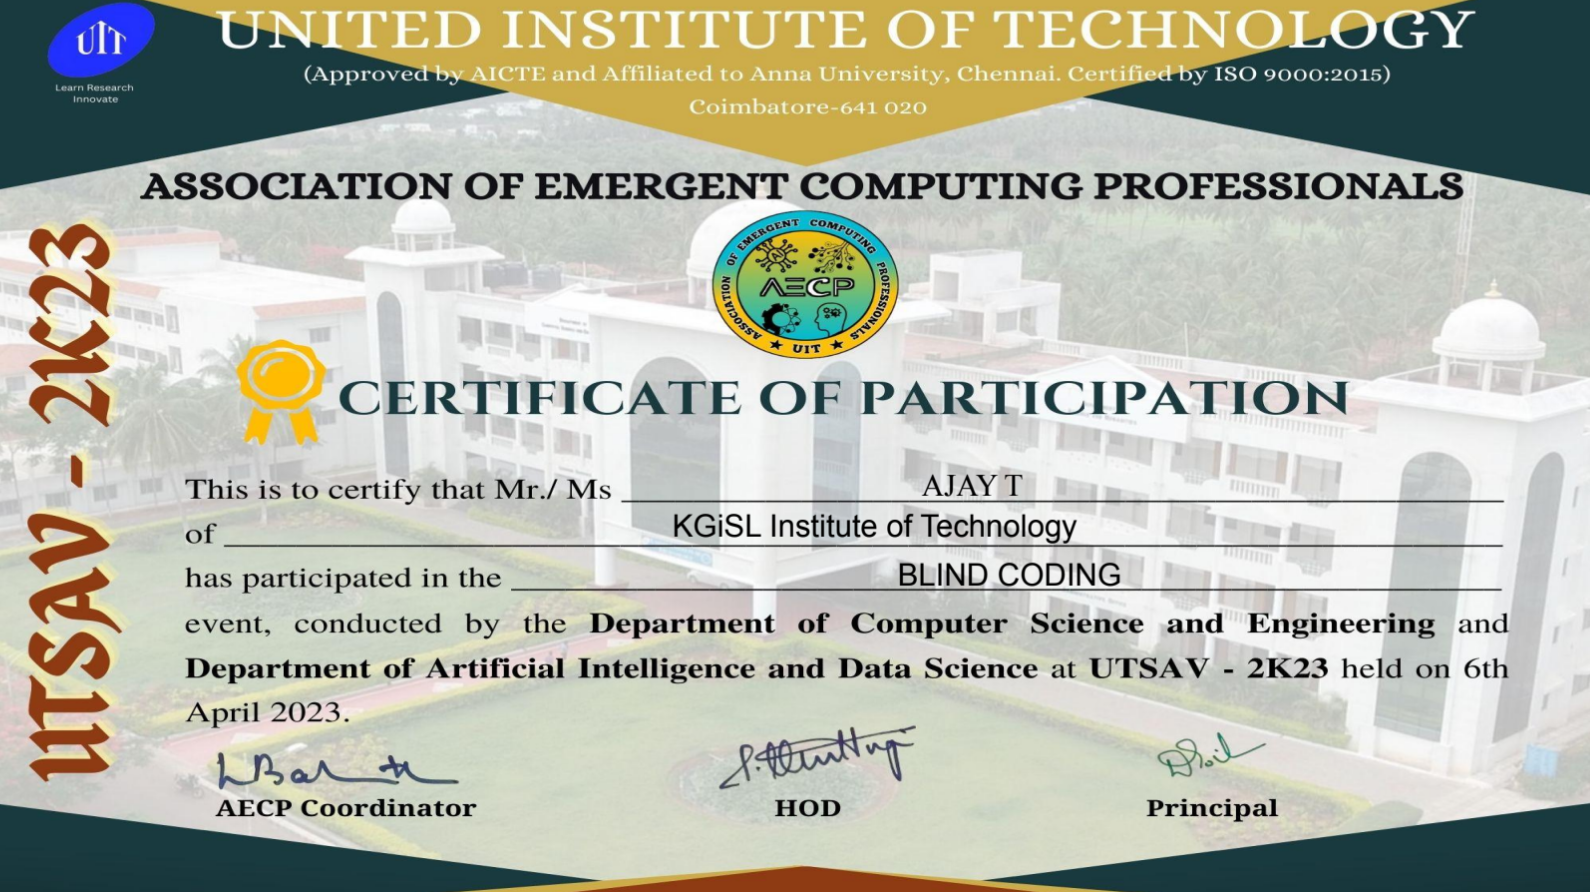 UIT
Learn Research
Innovate
UNITED INSTITUTE OF TECHNOLOGY
(Approved by AICTE and Affiliated to Anna University, Chennai. Certified by ISO 9000:2015)
Coimbatore-641 020
ASSOCIATION OF EMERGENT COMPUTING PROFESSIONALS
ASSOCIATION OF EMERGENT COMPUTING PROFESSIONALS
AI
AECP
★ UIT ★
UTSAV - 2K23
CERTIFICATE OF PARTICIPATION
This is to certify that Mr./ Ms AJAY T
of KGiSL Institute of Technology
has participated in the BLIND CODING
event, conducted by the Department of Computer Science and Engineering and
Department of Artificial Intelligence and Data Science at UTSAV - 2K23 held on 6th
April 2023.
AECP Coordinator
HOD
Principal